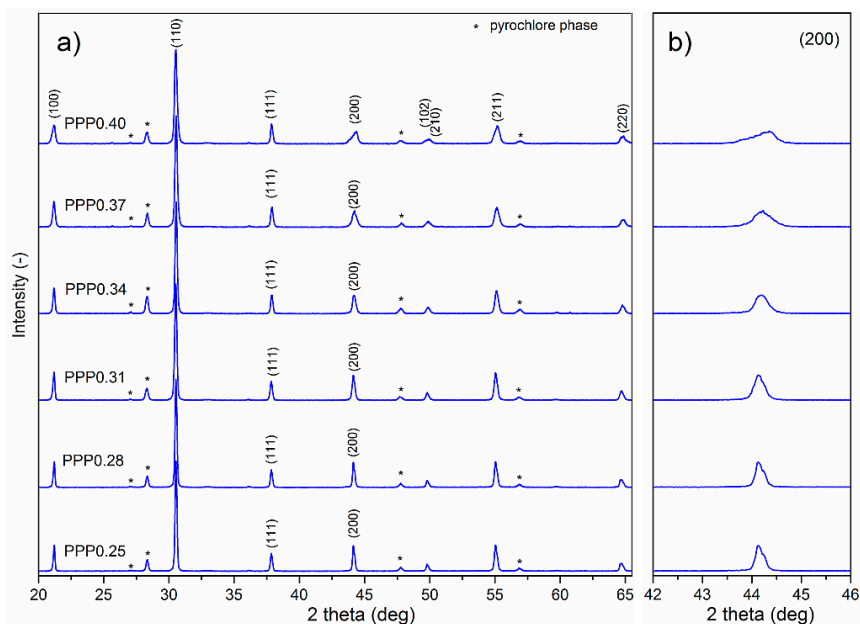 a)
* pyrochlore phase
(100)
(110)
(111)
(200)
(102)
(210)
(211)
(220)
PPP0.40
* * * *
PPP0.37
(111)
(200)
* * * *
PPP0.34
(111)
(200)
* * * *
PPP0.31
(111)
(200)
* * * *
PPP0.28
(111)
(200)
* * * *
PPP0.25
(111)
(200)
* * * *
Intensity (-)
20 25 30 35 40 45 50 55 60 65
2 theta (deg)
b)
(200)
42 43 44 45 46
2 theta (deg)